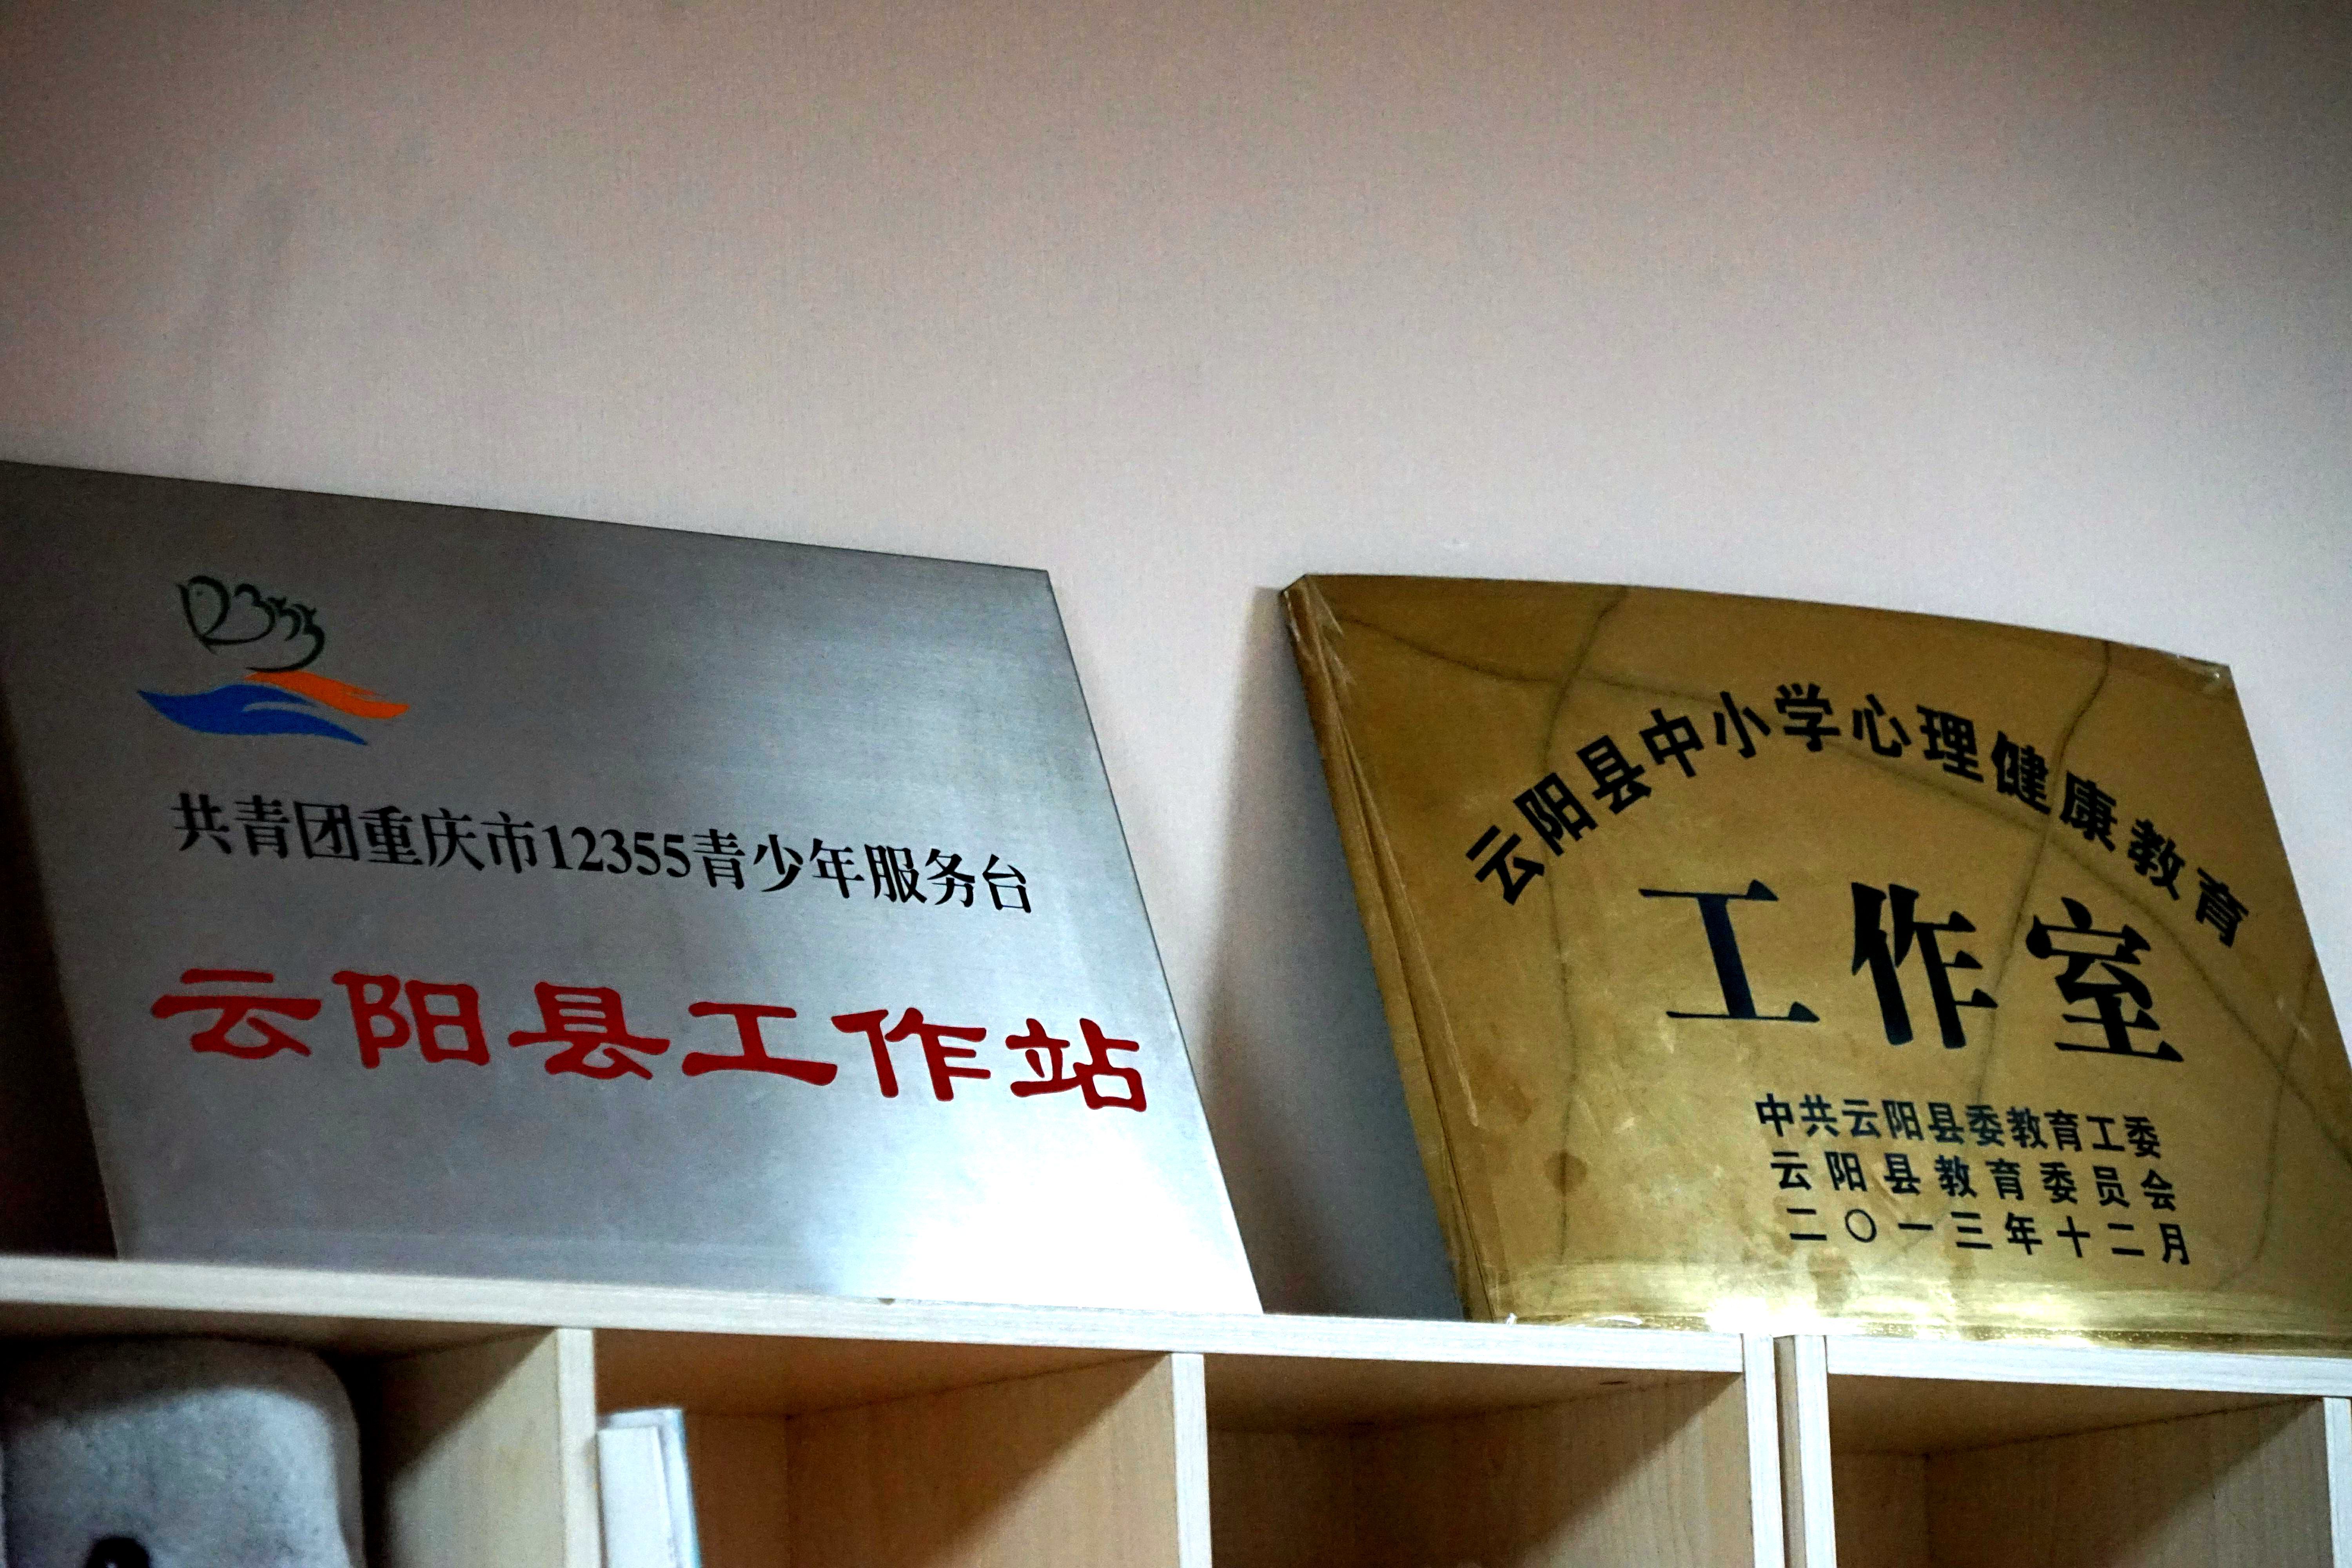 12355
共青团重庆市12355青少年服务台
云阳县工作站
云阳县中小学心理健康教育
工作室
中共云阳县委教育工委
云阳县教育委员会
二〇一三年十二月